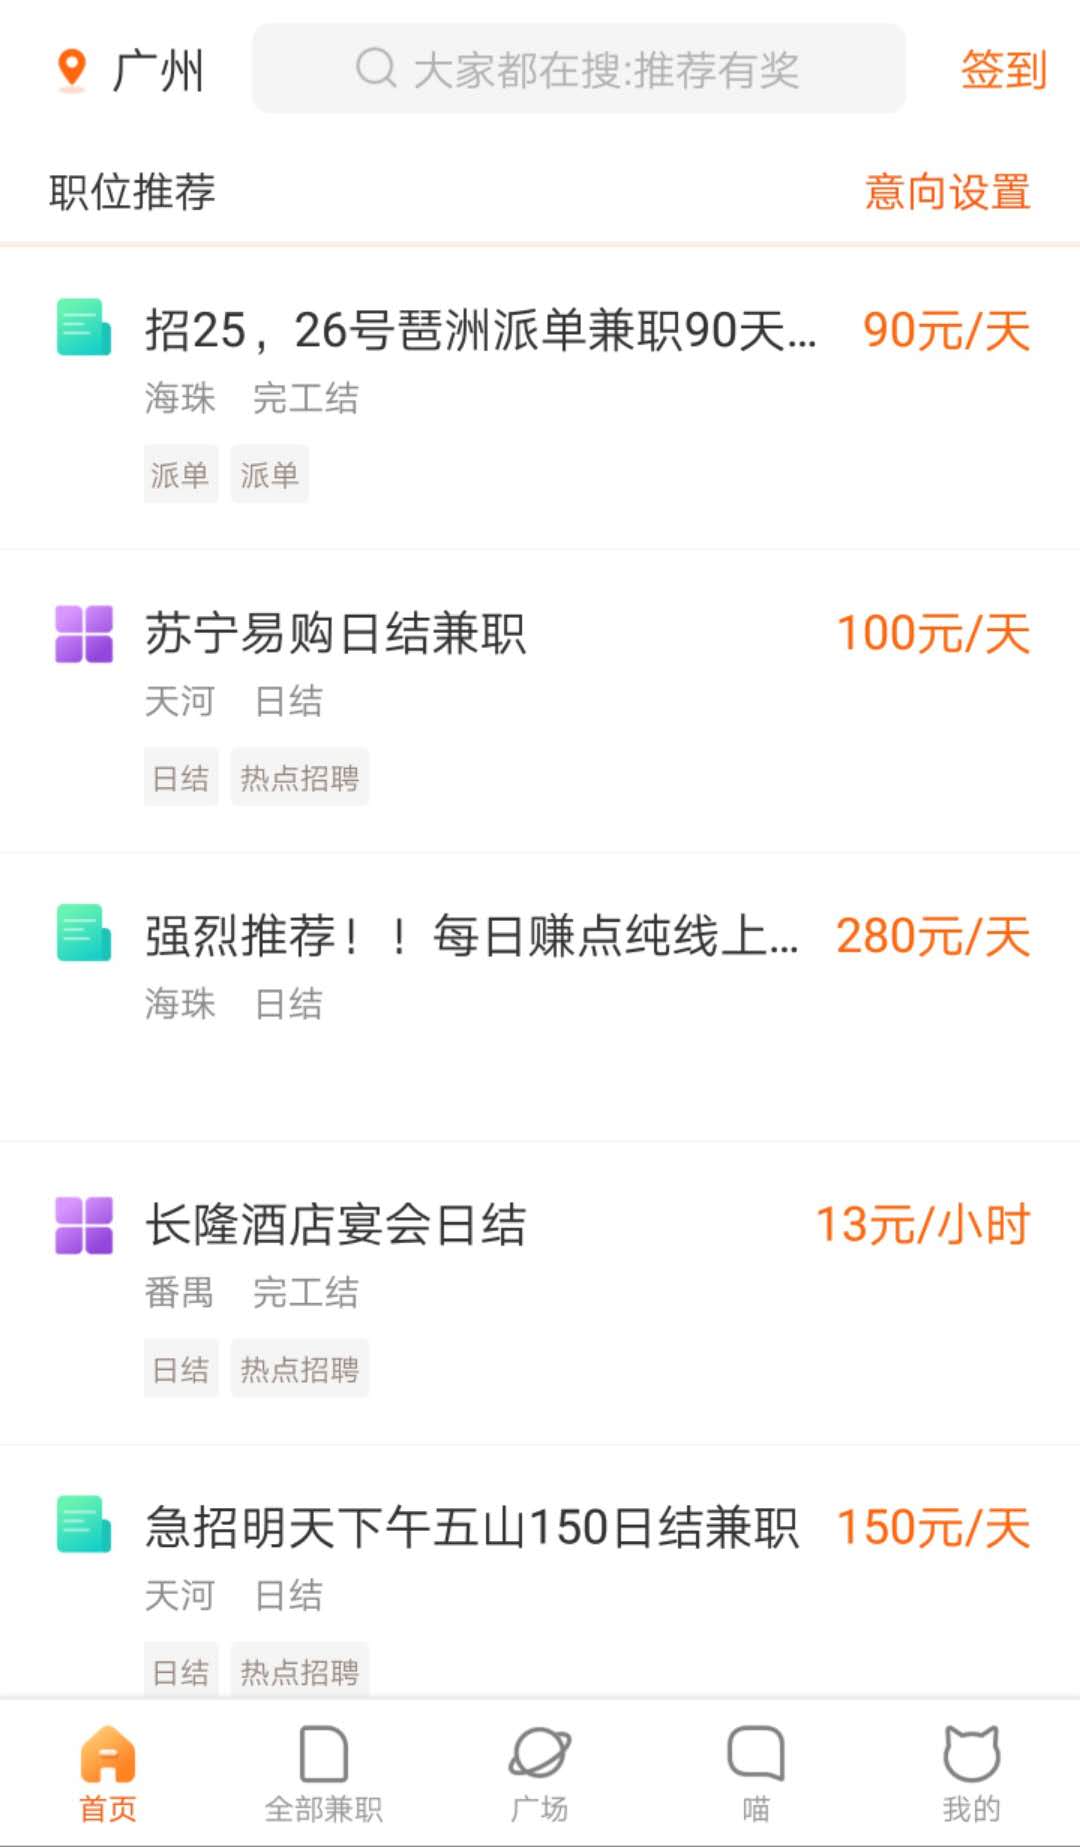 广州
大家都在搜:推荐有奖
签到
职位推荐
意向设置
招25，26号琶洲派单兼职90天...
90元/天
海珠 完工结
派单 派单
苏宁易购日结兼职
100元/天
天河 日结
日结 热点招聘
强烈推荐！！每日赚点纯线上...
280元/天
海珠 日结
长隆酒店宴会日结
13元/小时
番禺 完工结
日结 热点招聘
急招明天下午五山150日结兼职
150元/天
天河 日结
日结 热点招聘
首页
全部兼职
广场
喵
我的